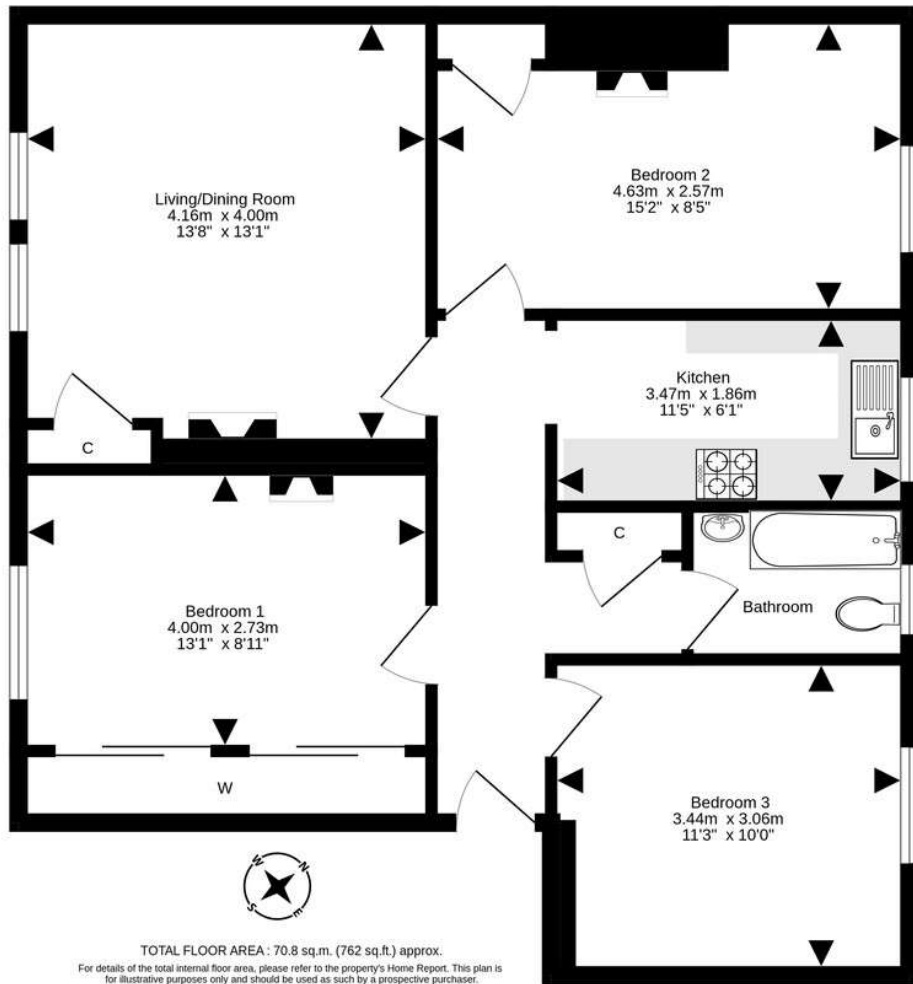 Living/Dining Room
4.16m x 4.00m
13'8" x 13'1"
Bedroom 2
4.63m x 2.57m
15'2" x 8'5"
Kitchen
3.47m x 1.86m
11'5" x 6'1"
C
C
Bedroom 1
4.00m x 2.73m
13'1" x 8'11"
Bathroom
W
Bedroom 3
3.44m x 3.06m
11'3" x 10'0"
W
N
S
E
TOTAL FLOOR AREA : 70.8 sq.m. (762 sq.ft.) approx.
For details of the total internal floor area, please refer to the property's Home Report. This plan is
for illustrative purposes only and should be used as such by a prospective purchaser.